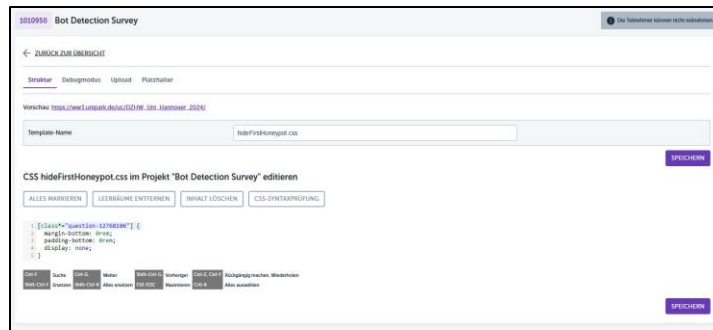 1010950 Bot Detection Survey
Die Teilnehmer können nicht teilnehmen
← ZURÜCK ZUR ÜBERSICHT
Struktur Debugmodus Upload Platzhalter
Vorschau: https://ww3.unipark.de/uc/DZHW_Uni_Hannover_2024/
Template-Name hideFirstHoneypot.css
SPEICHERN
CSS hideFirstHoneypot.css im Projekt "Bot Detection Survey" editieren
ALLES MARKIEREN LEERRÄUME ENTFERNEN INHALT LÖSCHEN CSS-SYNTAXPRÜFUNG
1 [class*="question-12768106"] {
2 margin-bottom: 0rem;
3 padding-bottom: 0rem;
4 display: none;
5 }
Ctrl-F Suche Ctrl-G Weiter Shift-Ctrl-G Vorheriger Ctrl-Z, Ctrl-Y Rückgängig machen, Wiederholen
Shift-Ctrl-F Ersetzen Shift-Ctrl-R Alles ersetzen F10/ESC Maximieren Ctrl-A Alles auswählen
SPEICHERN